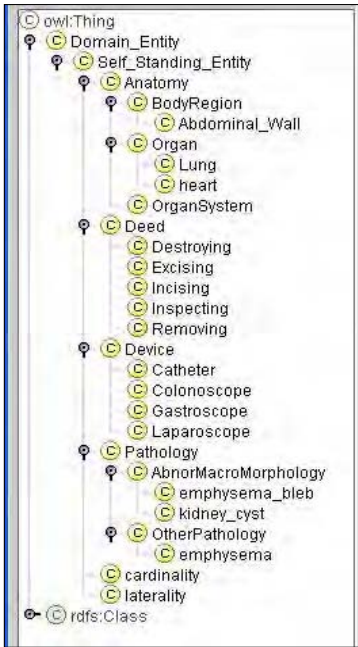 owl:Thing
Domain_Entity
Self_Standing_Entity
Anatomy
BodyRegion
Abdominal_Wall
Organ
Lung
heart
OrganSystem
Deed
Destroying
Excising
Incising
Inspecting
Removing
Device
Catheter
Colonoscope
Gastroscope
Laparoscope
Pathology
AbnorMacroMorphology
emphysema_bleb
kidney_cyst
OtherPathology
emphysema
cardinality
laterality
rdfs:Class